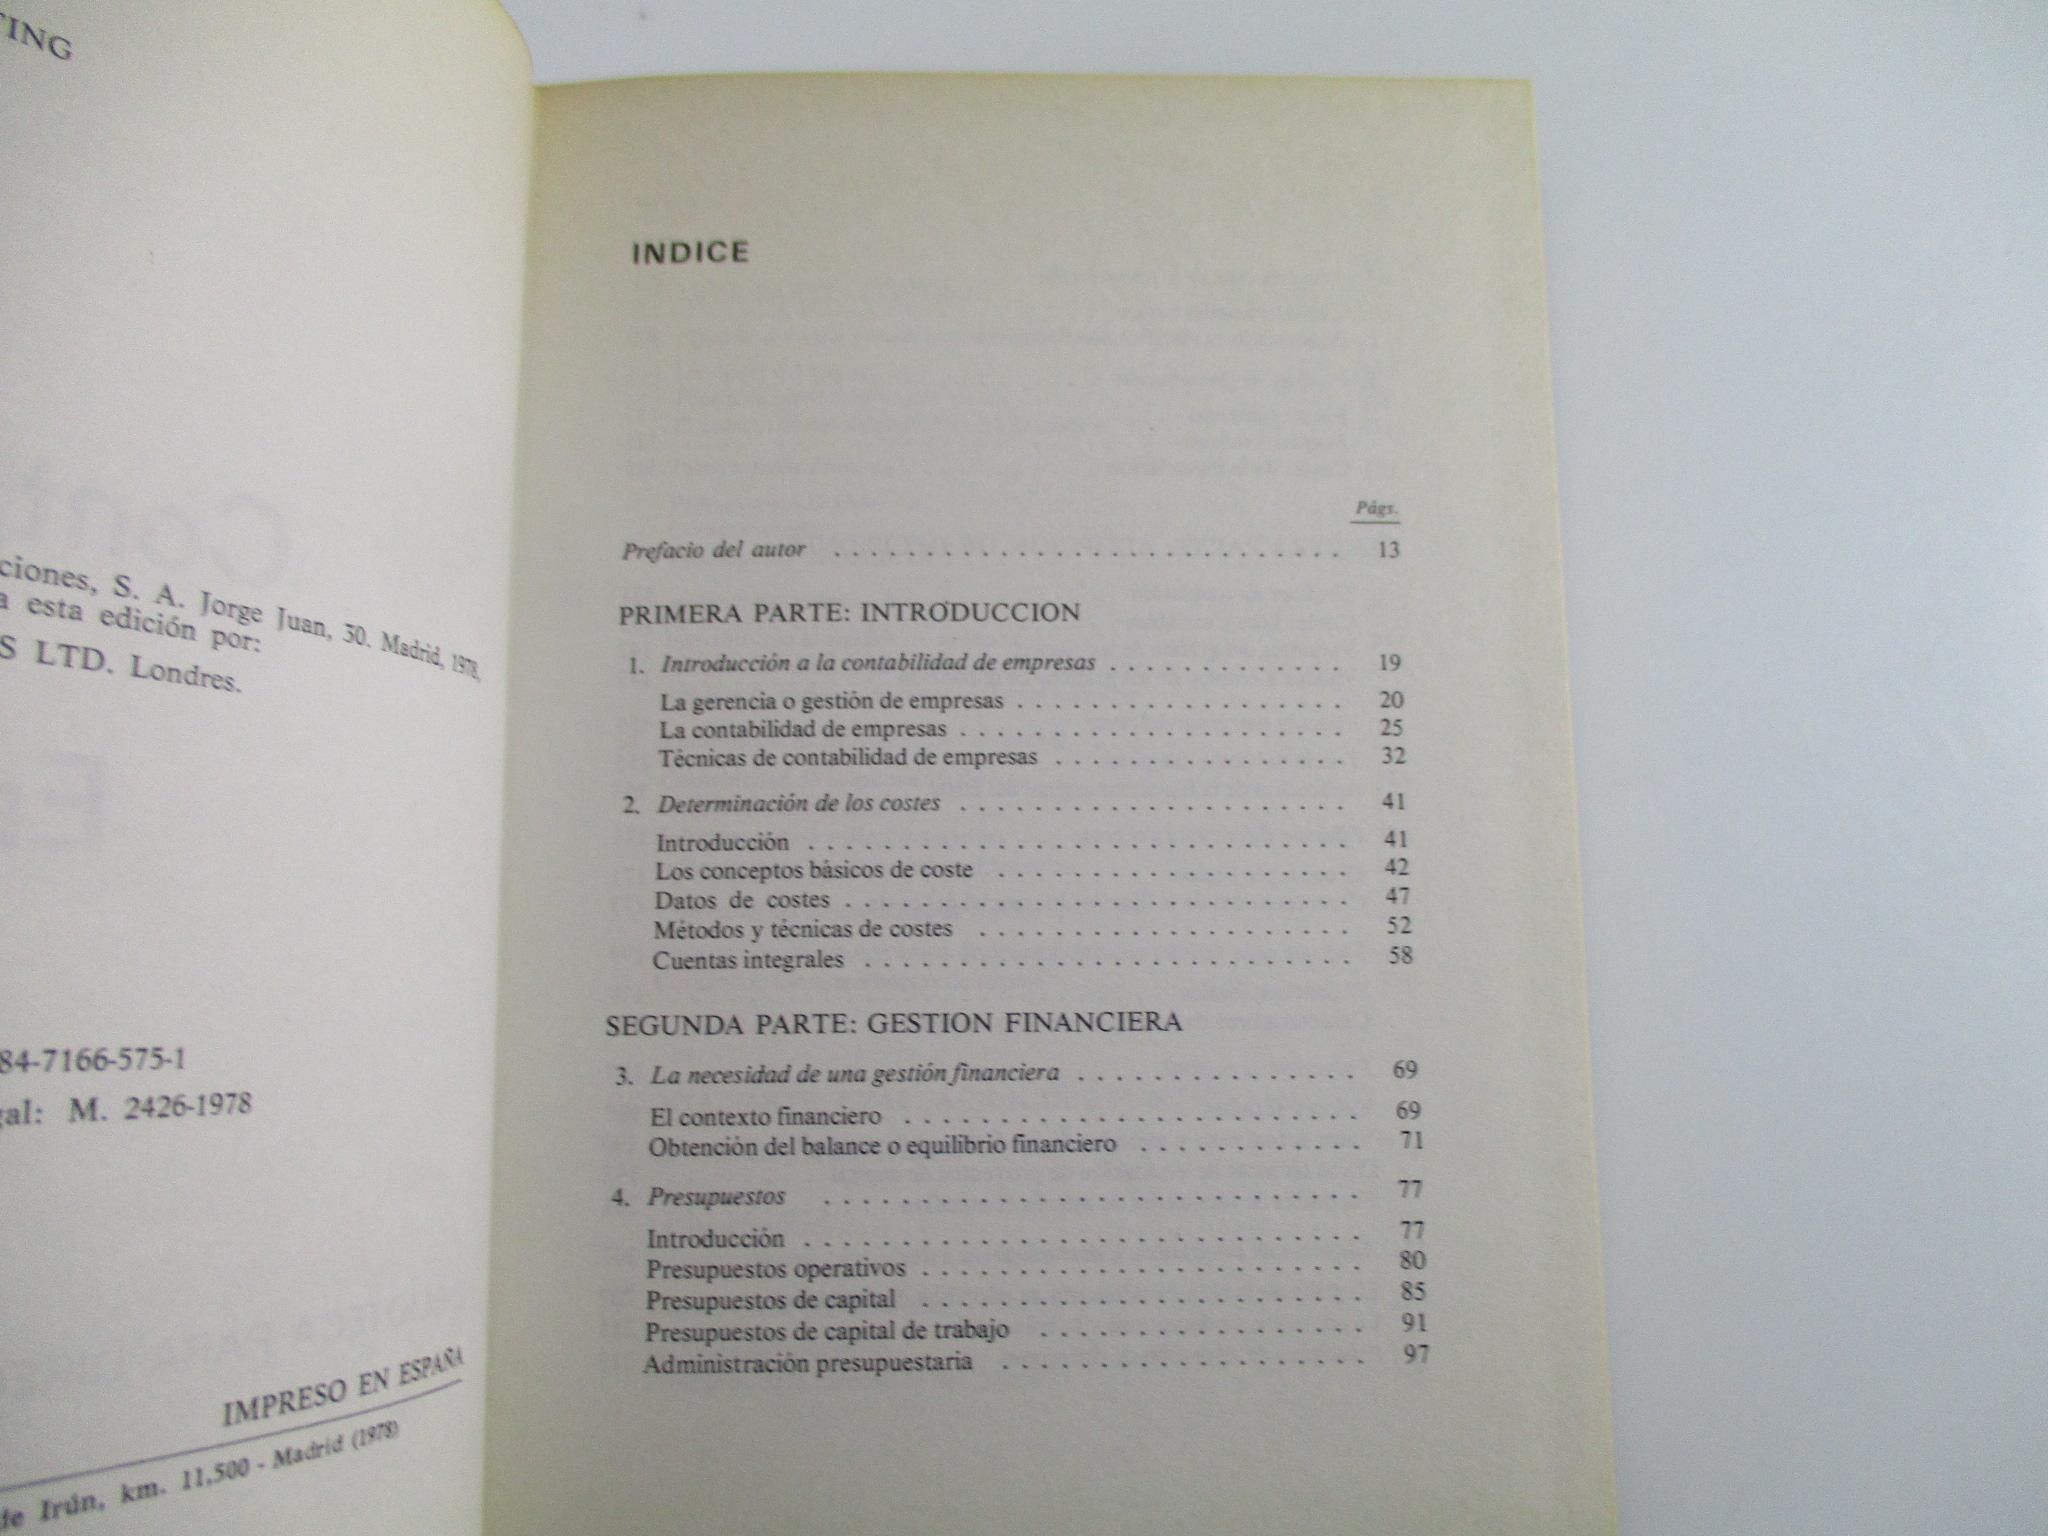 TING
ciones, S. A. Jorge Juan, 30. Madrid, 1978,
a esta edición por:
S LTD. Londres.
84-7166-575-1
gal: M. 2426-1978
IMPRESO EN ESPAÑA
de Irún, km. 11,500 - Madrid (1978)
INDICE
Págs.
Prefacio del autor . . . . . . . . . . . . . . . . . . . . . . . . . . 13
PRIMERA PARTE: INTRODUCCION
1. Introducción a la contabilidad de empresas . . . . . . . . . . . . . 19
La gerencia o gestión de empresas . . . . . . . . . . . . . . . . . . 20
La contabilidad de empresas . . . . . . . . . . . . . . . . . . . . . 25
Técnicas de contabilidad de empresas . . . . . . . . . . . . . . . . 32
2. Determinación de los costes . . . . . . . . . . . . . . . . . . . . . 41
Introducción . . . . . . . . . . . . . . . . . . . . . . . . . . . . 41
Los conceptos básicos de coste . . . . . . . . . . . . . . . . . . . 42
Datos de costes . . . . . . . . . . . . . . . . . . . . . . . . . . . 47
Métodos y técnicas de costes . . . . . . . . . . . . . . . . . . . . 52
Cuentas integrales . . . . . . . . . . . . . . . . . . . . . . . . . . 58
SEGUNDA PARTE: GESTION FINANCIERA
3. La necesidad de una gestión financiera . . . . . . . . . . . . . . . 69
El contexto financiero . . . . . . . . . . . . . . . . . . . . . . . . 69
Obtención del balance o equilibrio financiero . . . . . . . . . . . . 71
4. Presupuestos . . . . . . . . . . . . . . . . . . . . . . . . . . . . 77
Introducción . . . . . . . . . . . . . . . . . . . . . . . . . . . . . 77
Presupuestos operativos . . . . . . . . . . . . . . . . . . . . . . . 80
Presupuestos de capital . . . . . . . . . . . . . . . . . . . . . . . 85
Presupuestos de capital de trabajo . . . . . . . . . . . . . . . . . . 91
Administración presupuestaria . . . . . . . . . . . . . . . . . . . . 97